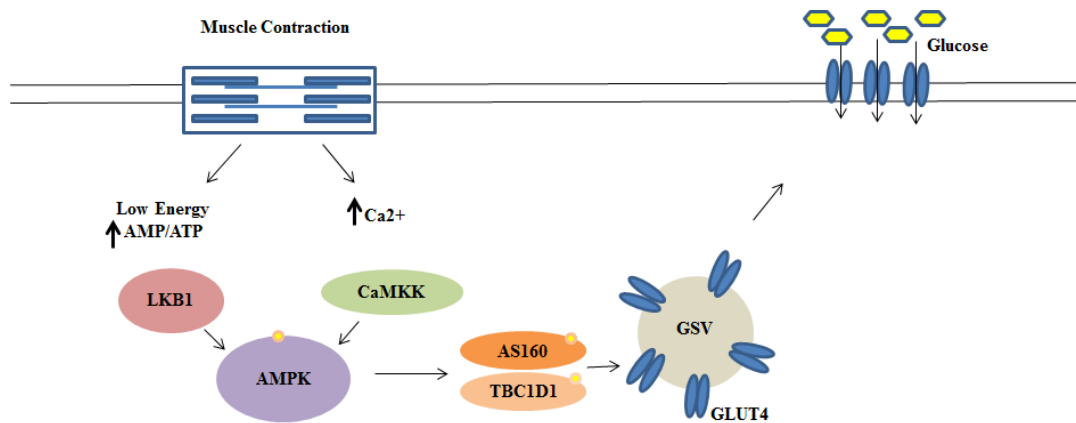 Muscle Contraction
Glucose
Low Energy
AMP/ATP
Ca2+
LKB1
CaMKK
AMPK
AS160
TBC1D1
GSV
GLUT4